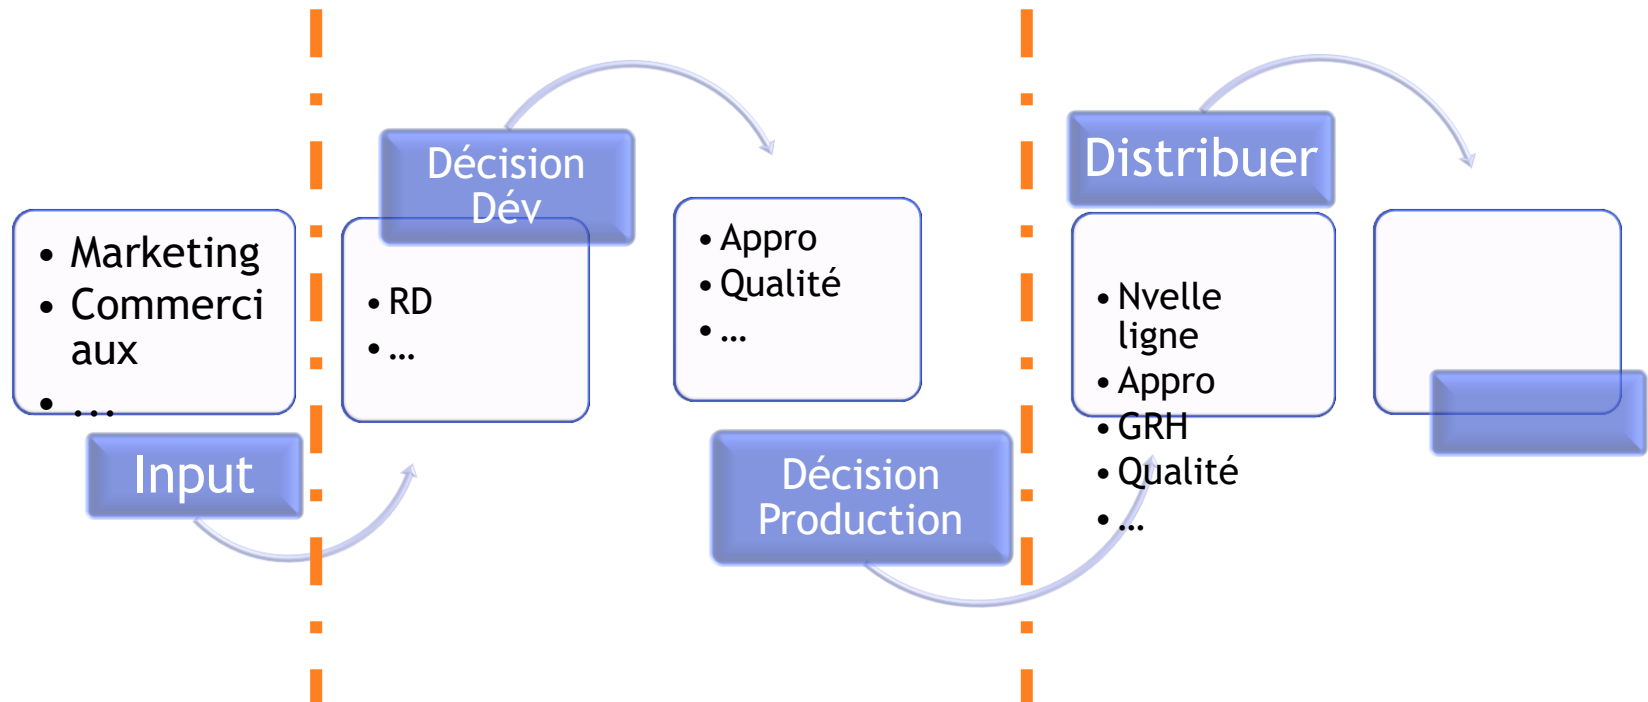 • Marketing
• Commerci
aux
• ...
Input
Décision
Dév
• RD
• ...
• Appro
• Qualité
• ...
Décision
Production
Distribuer
• Nvelle
ligne
• Appro
• GRH
• Qualité
• ...